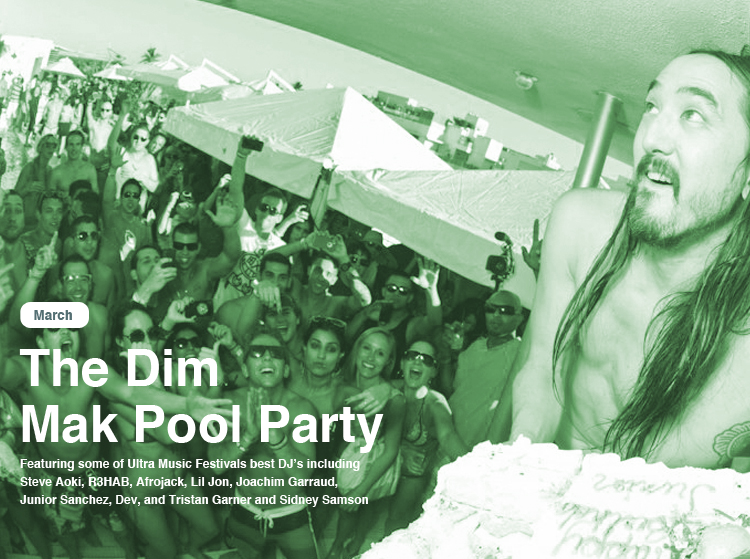 March
The Dim
Mak Pool Party
Featuring some of Ultra Music Festivals best DJ's including
Steve Aoki, R3HAB, Afrojack, Lil Jon, Joachim Garraud,
Junior Sanchez, Dev, and Tristan Garner and Sidney Samson